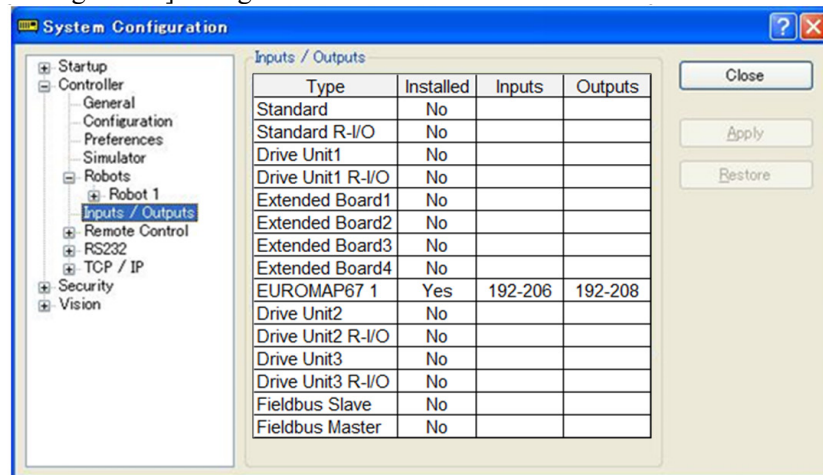 System Configuration
Startup
Controller
General
Configuration
Preferences
Simulator
Robots
Robot 1
Inputs / Outputs
Remote Control
RS232
TCP / IP
Security
Vision
Inputs / Outputs
Type Installed Inputs Outputs
Standard No
Standard R-I/O No
Drive Unit1 No
Drive Unit1 R-I/O No
Extended Board1 No
Extended Board2 No
Extended Board3 No
Extended Board4 No
EUROMAP67 1 Yes 192-206 192-208
Drive Unit2 No
Drive Unit2 R-I/O No
Drive Unit3 No
Drive Unit3 R-I/O No
Fieldbus Slave No
Fieldbus Master No
Close
Apply
Restore